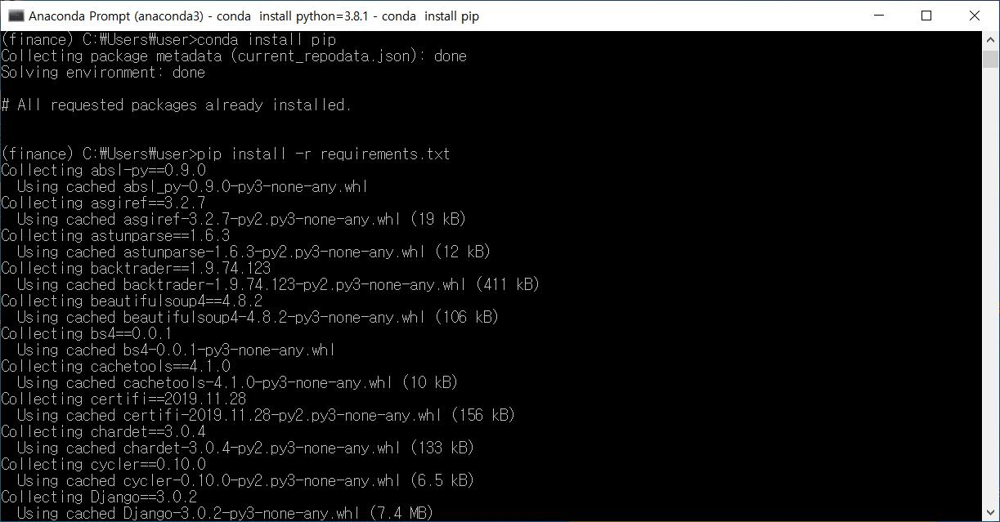 Anaconda Prompt (anaconda3) - conda  install python=3.8.1 - conda  install pip
(finance) C:₩Users₩user>conda install pip
Collecting package metadata (current_repodata.json): done
Solving environment: done
# All requested packages already installed.
(finance) C:₩Users₩user>pip install -r requirements.txt
Collecting absl-py==0.9.0
  Using cached absl_py-0.9.0-py3-none-any.whl
Collecting asgiref==3.2.7
  Using cached asgiref-3.2.7-py2.py3-none-any.whl (19 kB)
Collecting astunparse==1.6.3
  Using cached astunparse-1.6.3-py2.py3-none-any.whl (12 kB)
Collecting backtrader==1.9.74.123
  Using cached backtrader-1.9.74.123-py2.py3-none-any.whl (411 kB)
Collecting beautifulsoup4==4.8.2
  Using cached beautifulsoup4-4.8.2-py3-none-any.whl (106 kB)
Collecting bs4==0.0.1
  Using cached bs4-0.0.1-py3-none-any.whl
Collecting cachetools==4.1.0
  Using cached cachetools-4.1.0-py3-none-any.whl (10 kB)
Collecting certifi==2019.11.28
  Using cached certifi-2019.11.28-py2.py3-none-any.whl (156 kB)
Collecting chardet==3.0.4
  Using cached chardet-3.0.4-py2.py3-none-any.whl (133 kB)
Collecting cycler==0.10.0
  Using cached cycler-0.10.0-py2.py3-none-any.whl (6.5 kB)
Collecting Django==3.0.2
  Using cached Django-3.0.2-py3-none-any.whl (7.4 MB)